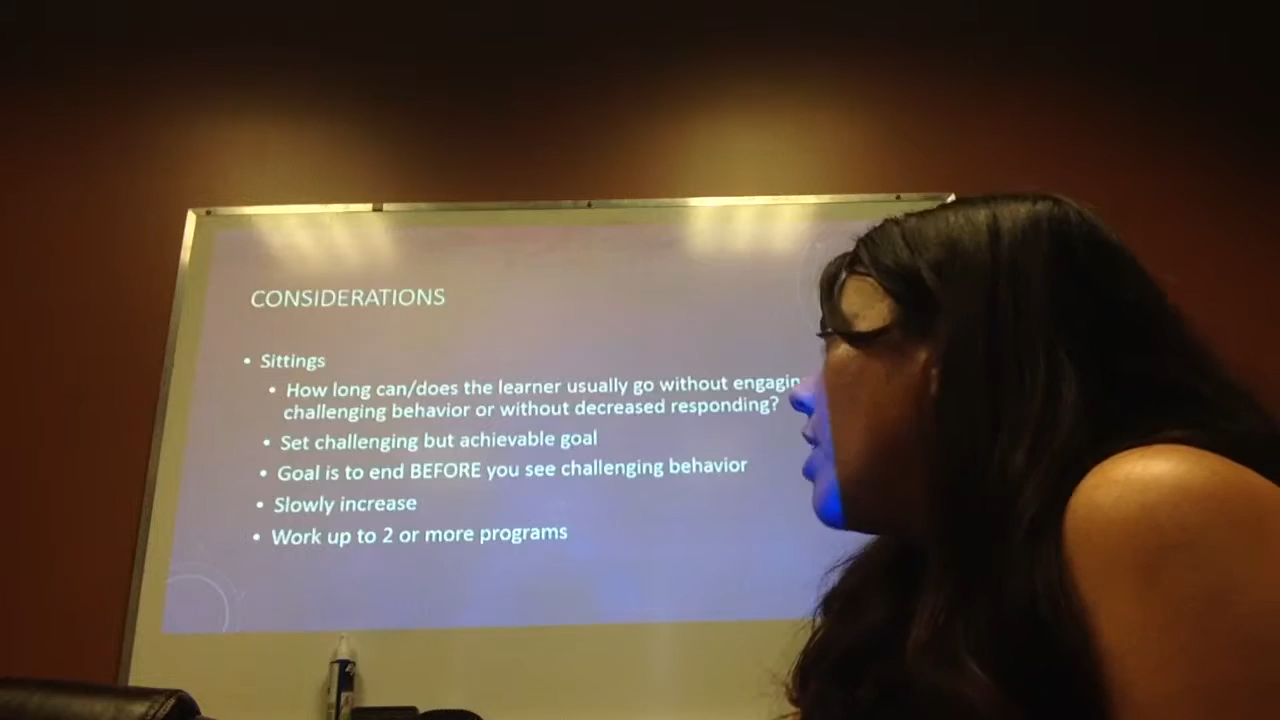 CONSIDERATIONS
• Sittings
• How long can/does the learner usually go without
challenging behavior or without decreased responding?
• Set challenging but achievable goal
• Goal is to end BEFORE you see challenging behavior
• Slowly increase
• Work up to 2 or more programs